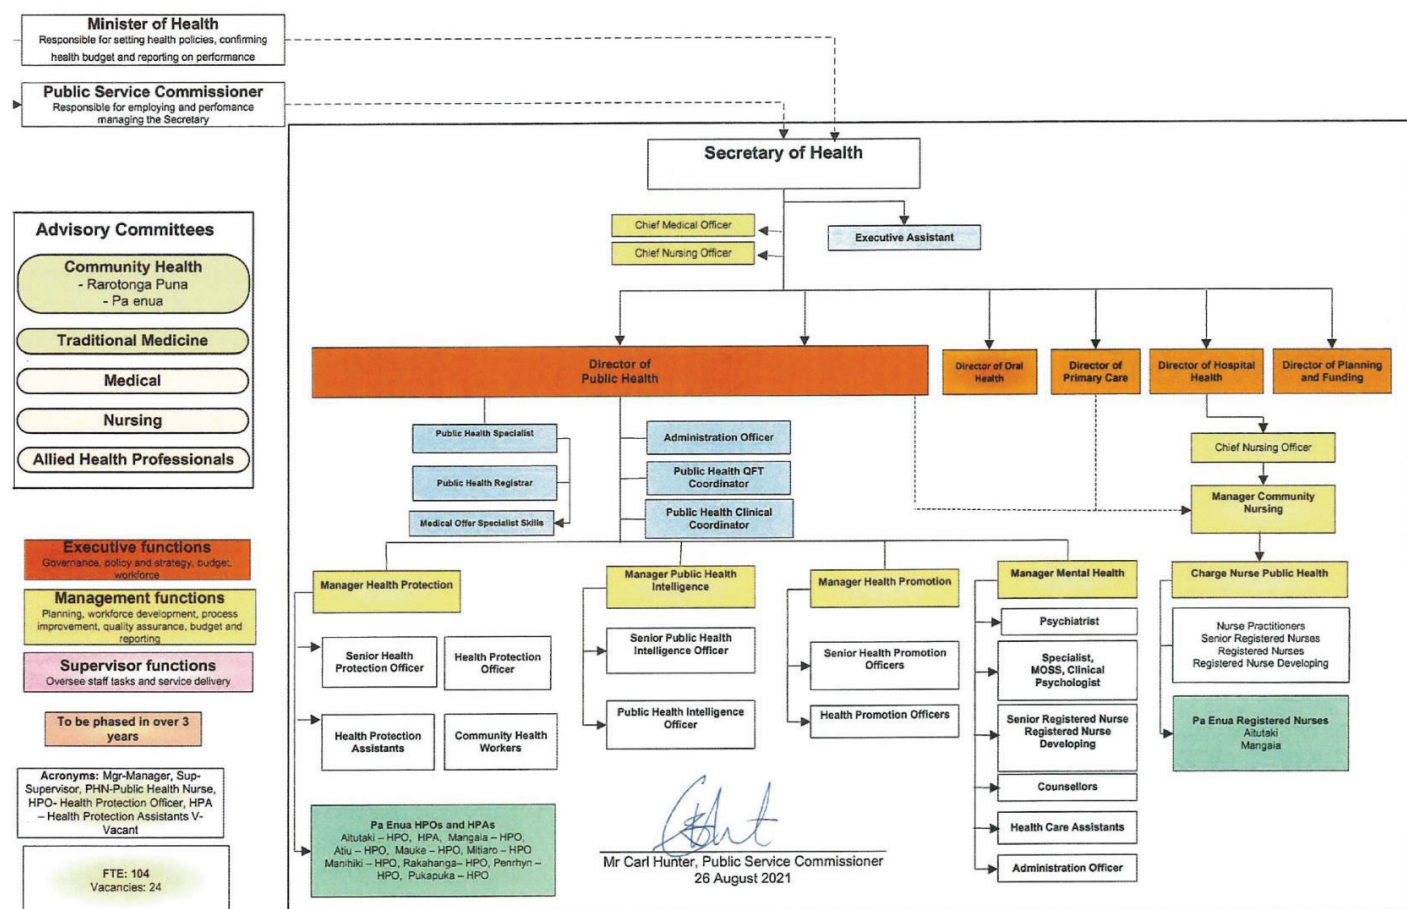 Minister of Health
Responsible for setting health policies, confirming
health budget and reporting on performance
Public Service Commissioner
Responsible for employing and perfomance
managing the Secretary
Secretary of Health
Chief Medical Officer
Chief Nursing Officer
Executive Assistant
Advisory Committees
Community Health
- Rarotonga Puna
- Pa enua
Traditional Medicine
Medical
Nursing
Allied Health Professionals
Director of
Public Health
Director of Oral
Health
Director of
Primary Care
Director of Hospital
Health
Director of Planning
and Funding
Public Health Specialist
Public Health Registrar
Medical Offer Specialist Skills
Administration Officer
Public Health QFT
Coordinator
Public Health Clinical
Coordinator
Chief Nursing Officer
Manager Community
Nursing
Executive functions
Governance, policy and strategy, budget,
workforce
Management functions
Planning, workforce development, process
improvement, quality assurance, budget and
reporting
Supervisor functions
Oversee staff tasks and service delivery
To be phased in over 3
years
Acronyms: Mgr-Manager, Sup-
Supervisor, PHN-Public Health Nurse,
HPO- Health Protection Officer, HPA
– Health Protection Assistants V-
Vacant
FTE: 104
Vacancies: 24
Manager Health Protection
Senior Health
Protection Officer
Health Protection
Officer
Health Protection
Assistants
Community Health
Workers
Pa Enua HPOs and HPAs
Aitutaki – HPO, HPA, Mangaia – HPO,
Atiu – HPO, Mauke – HPO, Mitiaro – HPO
Manihiki – HPO, Rakahanga– HPO, Penrhyn –
HPO, Pukapuka – HPO
Manager Public Health
Intelligence
Senior Public Health
Intelligence Officer
Public Health Intelligence
Officer
Manager Health Promotion
Senior Health Promotion
Officers
Health Promotion Officers
Manager Mental Health
Psychiatrist
Specialist,
MOSS, Clinical
Psychologist
Senior Registered Nurse
Registered Nurse
Developing
Counsellors
Health Care Assistants
Administration Officer
Charge Nurse Public Health
Nurse Practitioners
Senior Registered Nurses
Registered Nurses
Registered Nurse Developing
Pa Enua Registered Nurses
Aitutaki
Mangaia
Mr Carl Hunter, Public Service Commissioner
26 August 2021